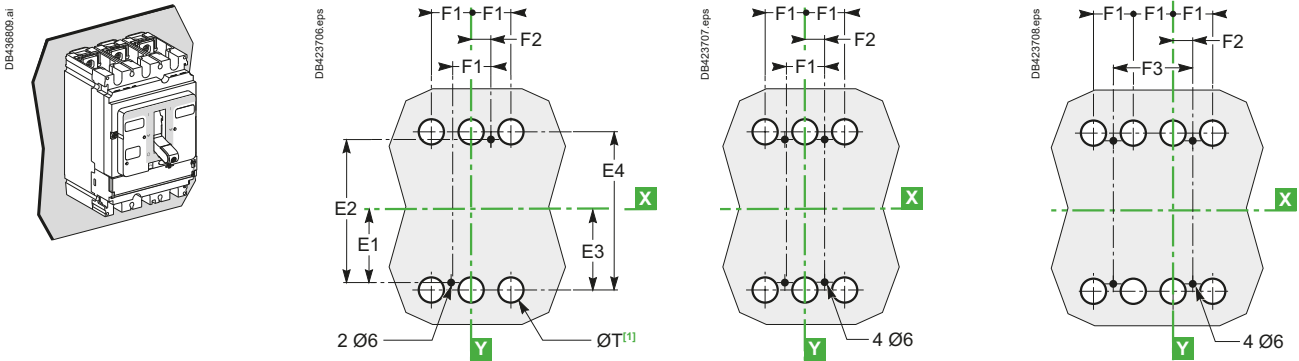 DB436809.ai
DB423706.eps
F1 F1
F2
F1
E4
E2
X
E1
E3
2 Ø6
ØT[1]
Y
DB423707.eps
F1 F1
F2
F1
X
4 Ø6
Y
DB423708.eps
F1 F1 F1
F2
F3
X
4 Ø6
Y